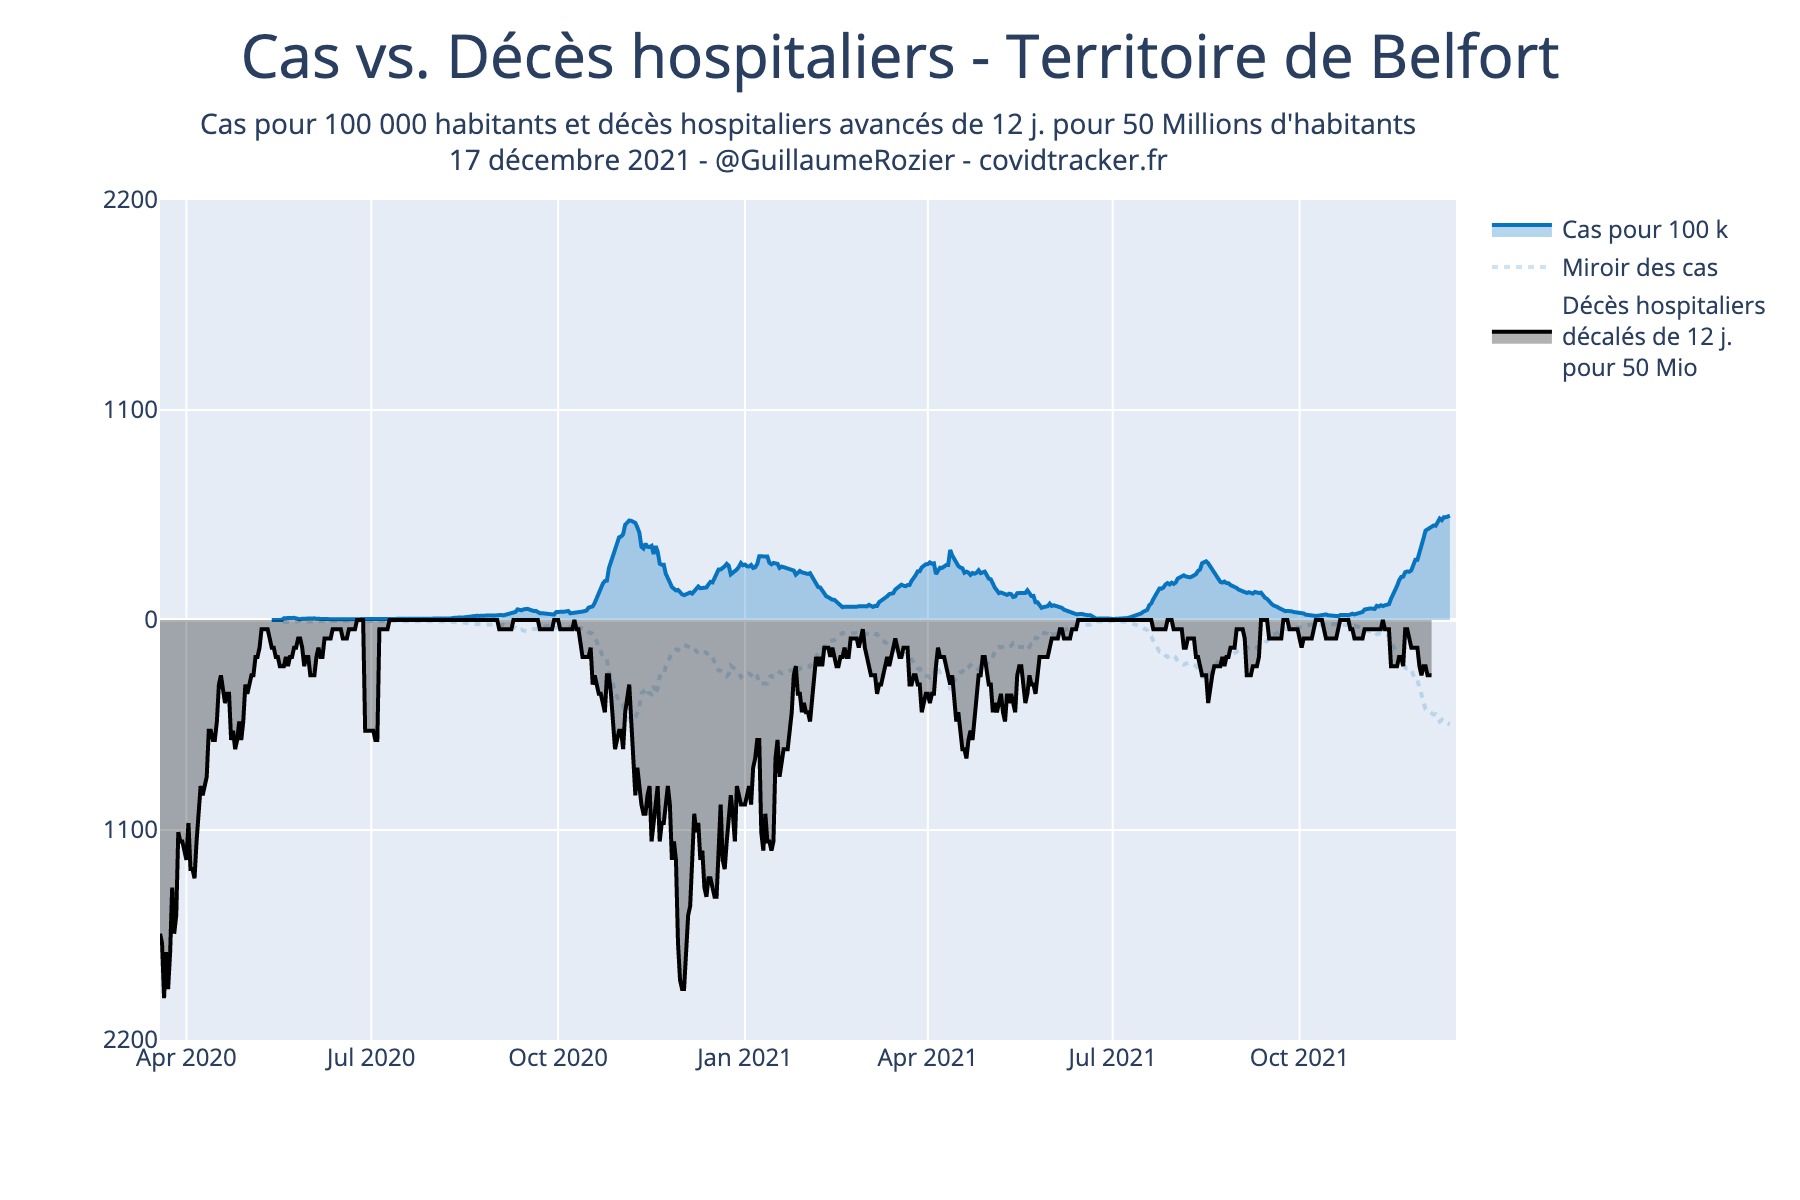 Cas vs. Décès hospitaliers - Territoire de Belfort
Cas pour 100 000 habitants et décès hospitaliers avancés de 12 j. pour 50 Millions d'habitants
17 décembre 2021 - @GuillaumeRozier - covidtracker.fr
2200
1100
0
1100
2200
Apr 2020
Jul 2020
Oct 2020
Jan 2021
Apr 2021
Jul 2021
Oct 2021
Cas pour 100 k
Miroir des cas
Décès hospitaliers
décalés de 12 j.
pour 50 Mio